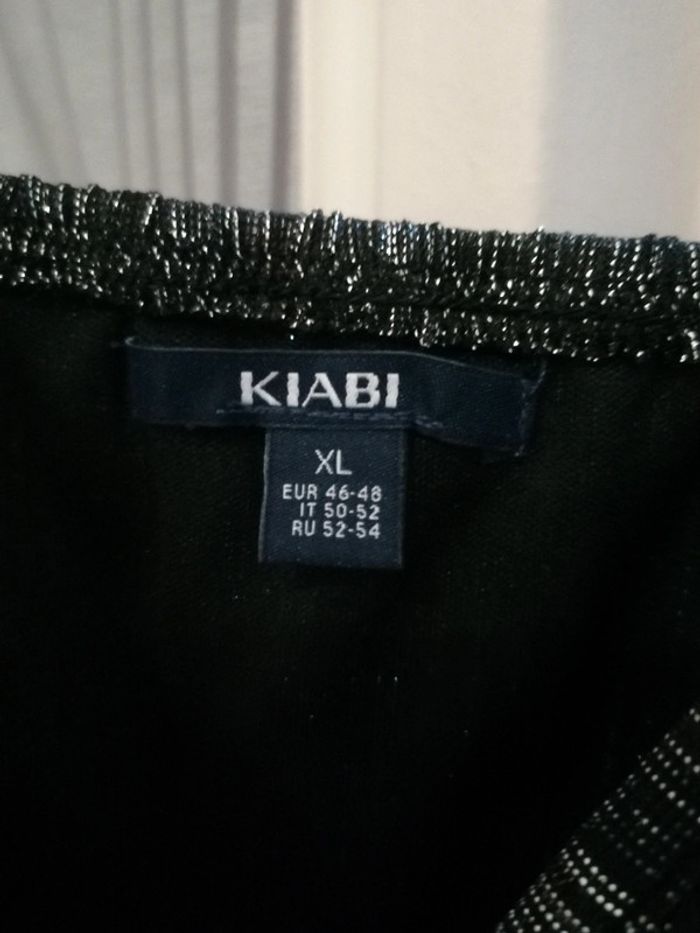 KIABI
XL
EUR 46-48
IT 50-52
RU 52-54